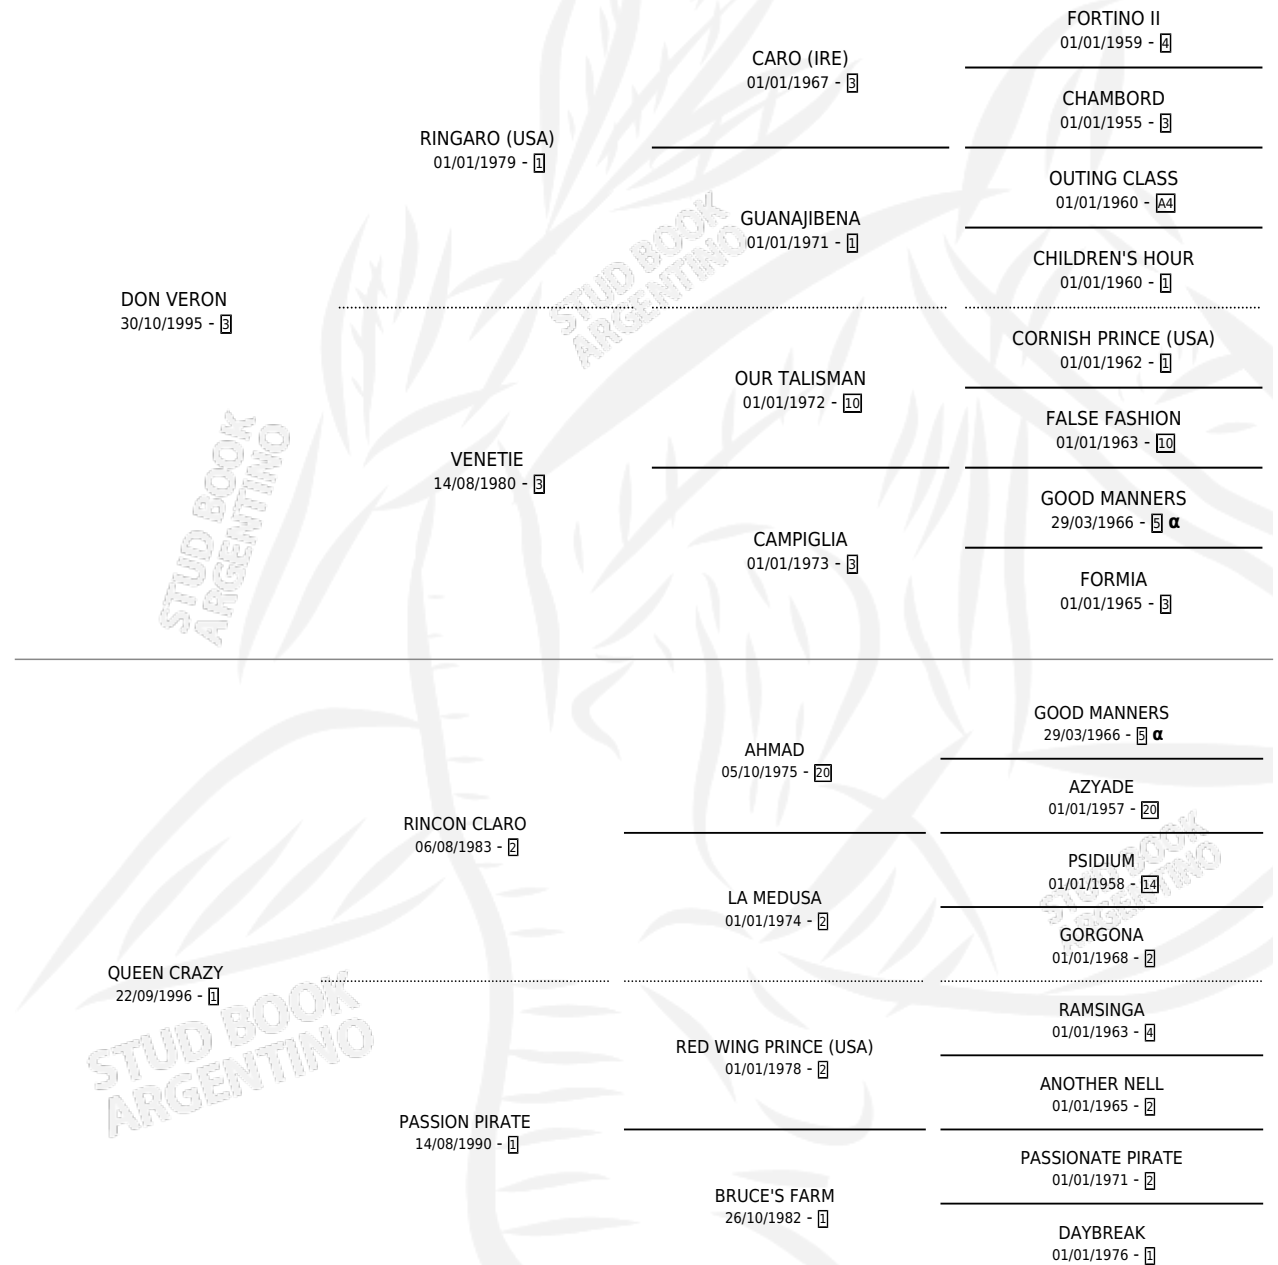 FORTINO II
01/01/1959 - 4
CARO (IRE)
01/01/1967 - 3
CHAMBORD
01/01/1955 - 3
RINGARO (USA)
01/01/1979 - 1
OUTING CLASS
01/01/1960 - A4
GUANAJIBENA
01/01/1971 - 1
CHILDREN'S HOUR
01/01/1960 - 1
STUD BOOK
ARGENTINO
DON VERON
30/10/1995 - 3
CORNISH PRINCE (USA)
01/01/1962 - 1
OUR TALISMAN
01/01/1972 - 10
FALSE FASHION
01/01/1963 - 10
VENETIE
14/08/1980 - 3
GOOD MANNERS
29/03/1966 - 5 α
CAMPIGLIA
01/01/1973 - 3
FORMIA
01/01/1965 - 3
STUD BOOK
ARGENTINO
GOOD MANNERS
29/03/1966 - 5 α
AHMAD
05/10/1975 - 20
AZYADE
01/01/1957 - 20
RINCON CLARO
06/08/1983 - 2
PSIDIUM
01/01/1958 - 14
LA MEDUSA
01/01/1974 - 2
GORGONA
01/01/1968 - 2
STUD BOOK
ARGENTINO
QUEEN CRAZY
22/09/1996 - 1
RAMSINGA
01/01/1963 - 4
RED WING PRINCE (USA)
01/01/1978 - 2
ANOTHER NELL
01/01/1965 - 2
STUD BOOK
ARGENTINO
PASSION PIRATE
14/08/1990 - 1
PASSIONATE PIRATE
01/01/1971 - 2
BRUCE'S FARM
26/10/1982 - 1
DAYBREAK
01/01/1976 - 1